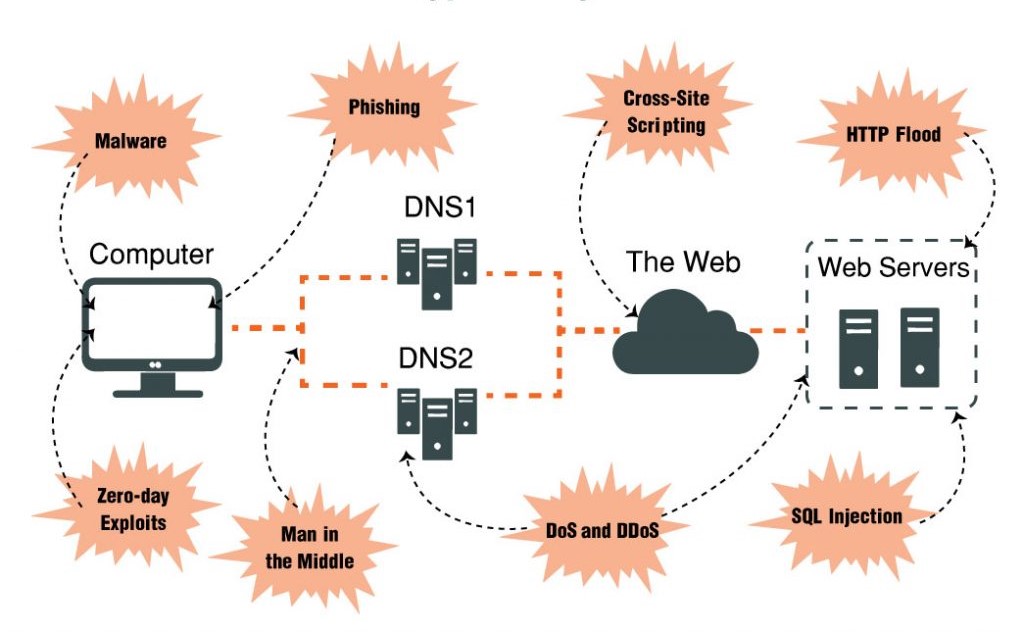 Malware
Phishing
Cross-Site
Scripting
HTTP Flood
DNS1
Computer
The Web
Web Servers
DNS2
Zero-day
Exploits
Man in
the Middle
DoS and DDoS
SQL Injection